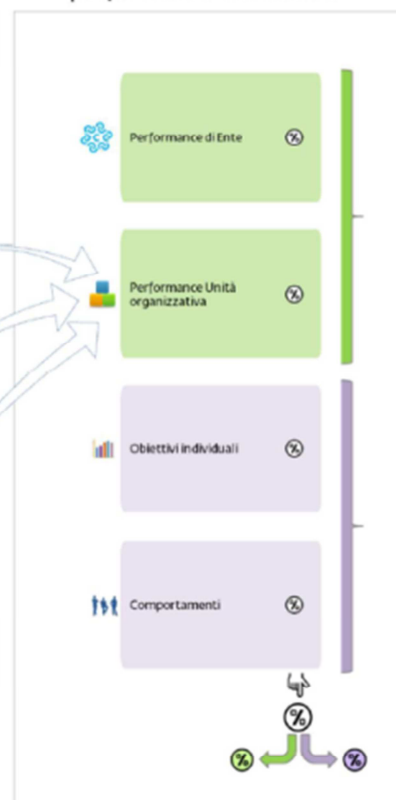 Performance di Ente
%
Performance Unità
organizzativa
%
Obiettivi individuali
%
Comportamenti
%
%
%
%